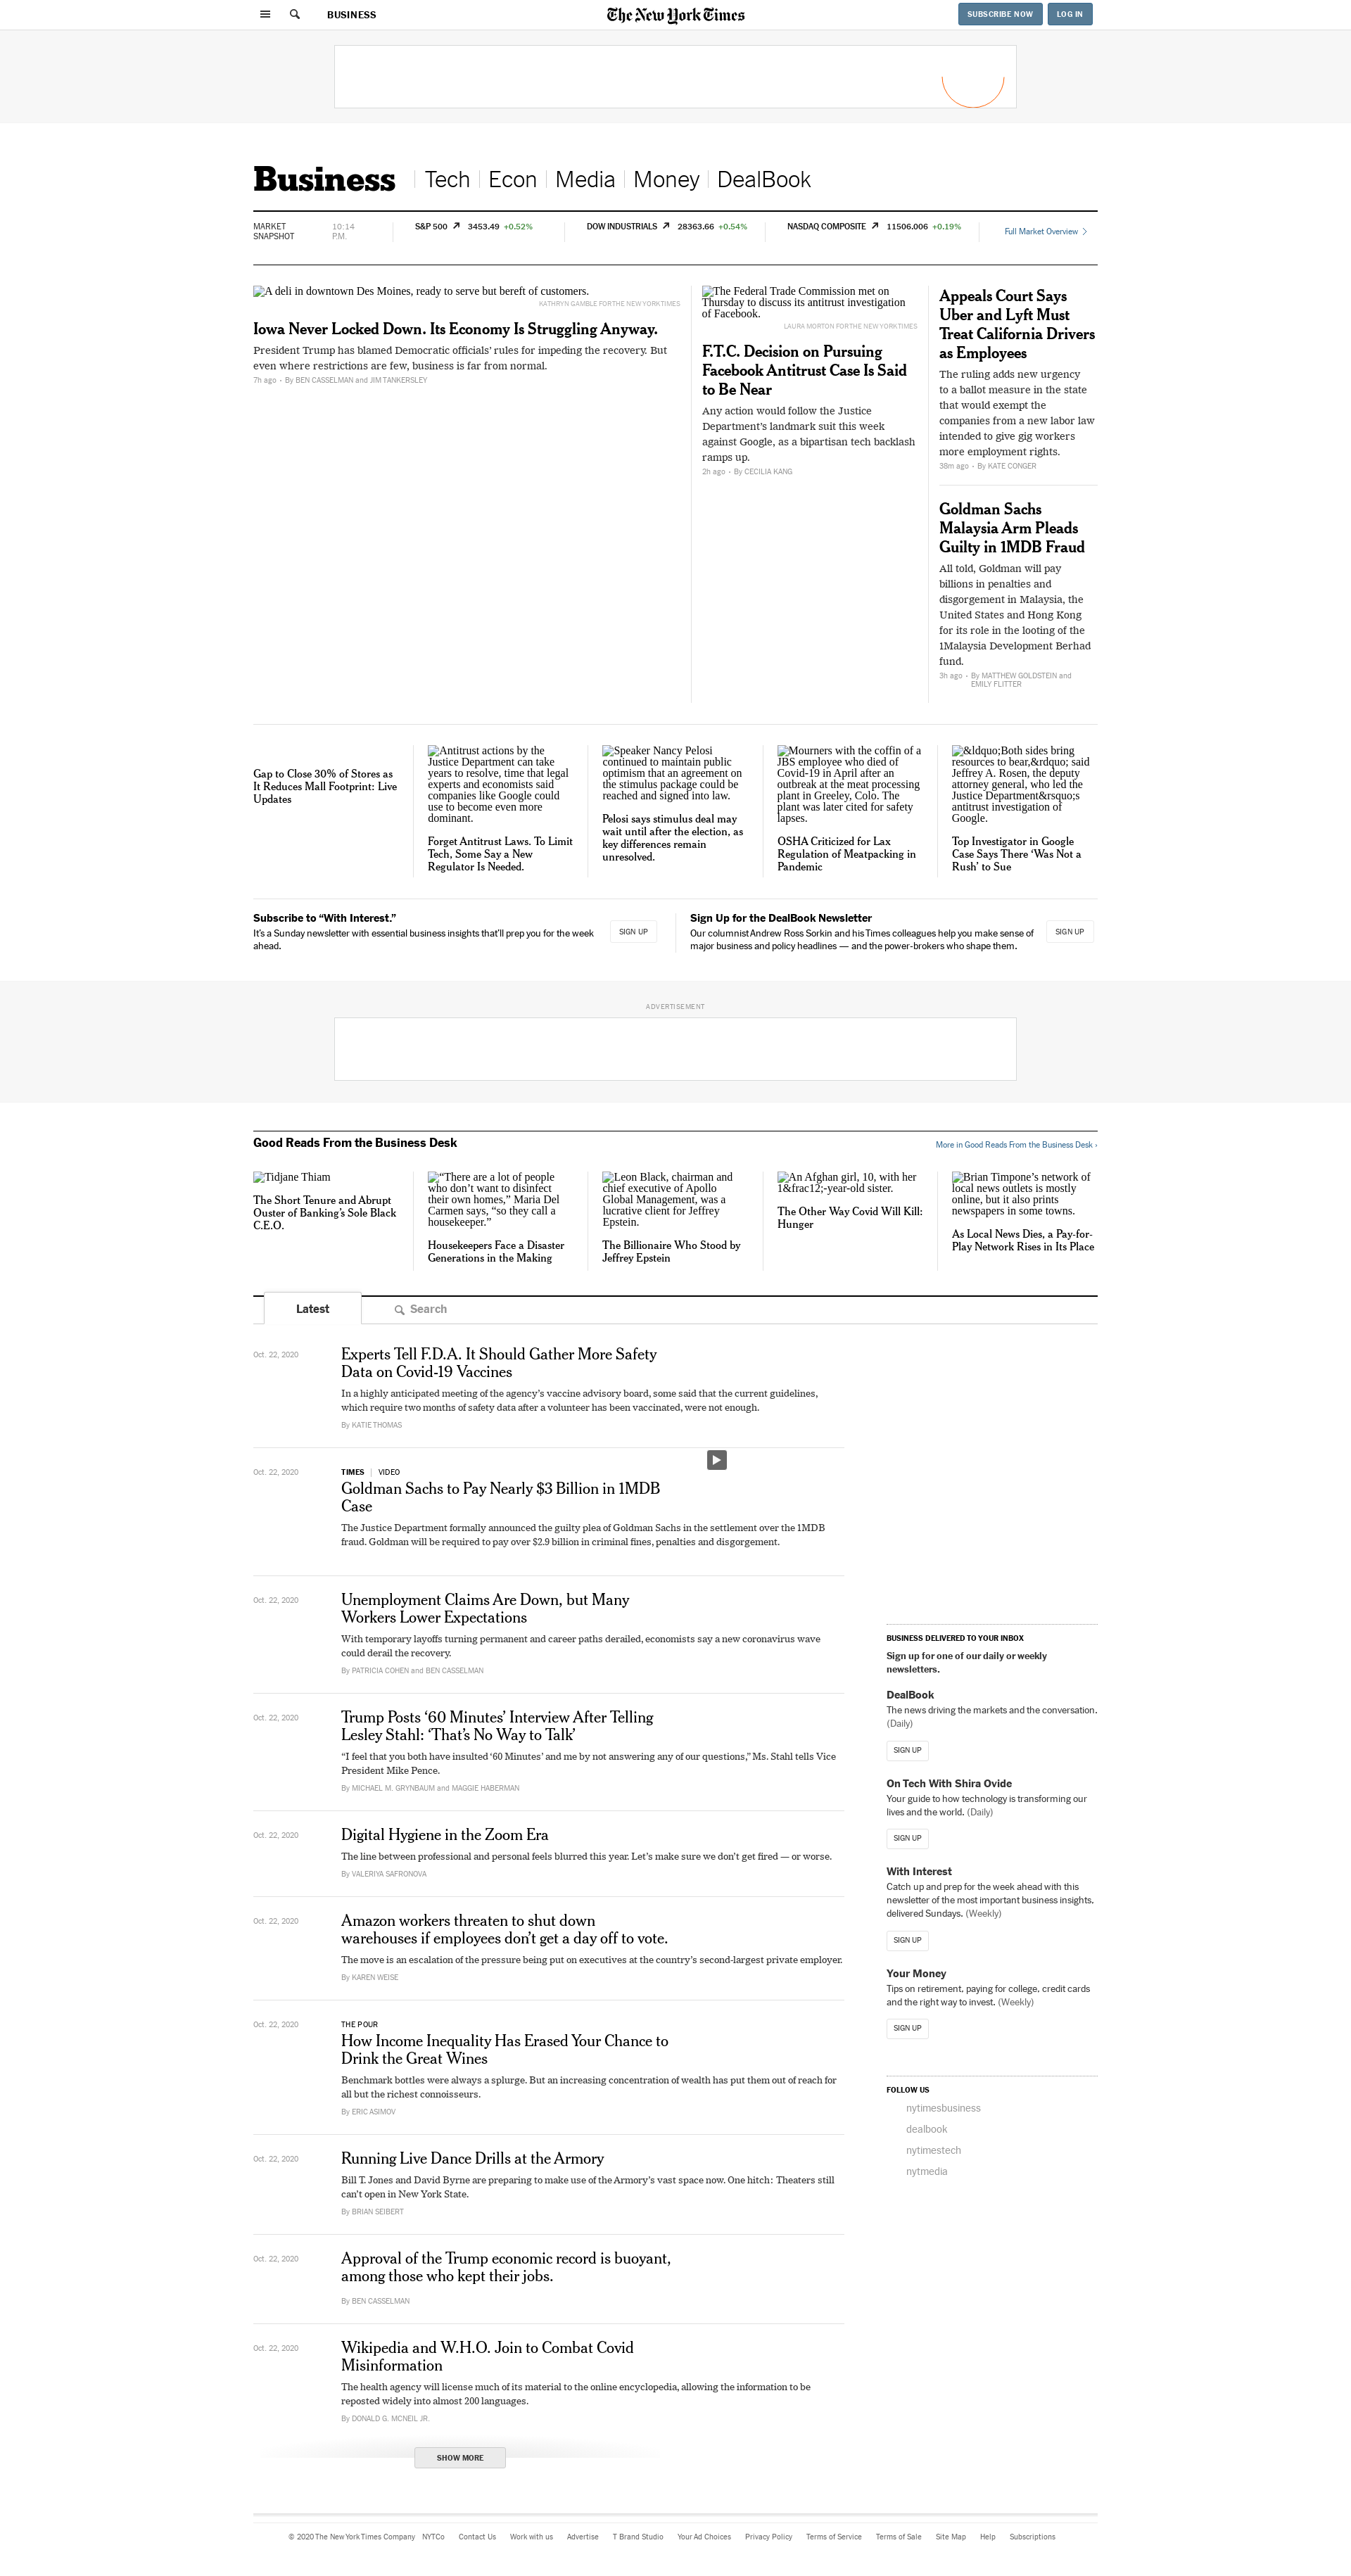 BUSINESS
The New York Times
SUBSCRIBE NOW
LOG IN
Business
Tech
Econ
Media
Money
DealBook
MARKET
SNAPSHOT
10:14
P.M.
S&P 500 3453.49 +0.52%
DOW INDUSTRIALS 28363.66 +0.54%
NASDAQ COMPOSITE 11506.006 +0.19%
Full Market Overview
A deli in downtown Des Moines, ready to serve but bereft of customers.
KATHRYN GAMBLE FOR THE NEW YORK TIMES
Iowa Never Locked Down. Its Economy Is Struggling Anyway.
President Trump has blamed Democratic officials’ rules for impeding the recovery. But
even where restrictions are few, business is far from normal.
7h ago • By BEN CASSELMAN and JIM TANKERSLEY
The Federal Trade Commission met on
Thursday to discuss its antitrust investigation
of Facebook.
LAURA MORTON FOR THE NEW YORK TIMES
F.T.C. Decision on Pursuing
Facebook Antitrust Case Is Said
to Be Near
Any action would follow the Justice
Department’s landmark suit this week
against Google, as a bipartisan tech backlash
ramps up.
2h ago • By CECILIA KANG
Appeals Court Says
Uber and Lyft Must
Treat California Drivers
as Employees
The ruling adds new urgency
to a ballot measure in the state
that would exempt the
companies from a new labor law
intended to give gig workers
more employment rights.
38m ago • By KATE CONGER
Goldman Sachs
Malaysia Arm Pleads
Guilty in 1MDB Fraud
All told, Goldman will pay
billions in penalties and
disgorgement in Malaysia, the
United States and Hong Kong
for its role in the looting of the
1Malaysia Development Berhad
fund.
3h ago • By MATTHEW GOLDSTEIN and
EMILY FLITTER
Gap to Close 30% of Stores as
It Reduces Mall Footprint: Live
Updates
Antitrust actions by the
Justice Department can take
years to resolve, time that legal
experts and economists said
companies like Google could
use to become even more
dominant.
Forget Antitrust Laws. To Limit
Tech, Some Say a New
Regulator Is Needed.
Speaker Nancy Pelosi
continued to maintain public
optimism that an agreement on
the stimulus package could be
reached and signed into law.
Pelosi says stimulus deal may
wait until after the election, as
key differences remain
unresolved.
Mourners with the coffin of a
JBS employee who died of
Covid-19 in April after an
outbreak at the meat processing
plant in Greeley, Colo. The
plant was later cited for safety
lapses.
OSHA Criticized for Lax
Regulation of Meatpacking in
Pandemic
&ldquo;Both sides bring
resources to bear,&rdquo; said
Jeffrey A. Rosen, the deputy
attorney general, who led the
Justice Department&rsquo;s
antitrust investigation of
Google.
Top Investigator in Google
Case Says There ‘Was Not a
Rush’ to Sue
Subscribe to “With Interest.”
It’s a Sunday newsletter with essential business insights that’ll prep you for the week
ahead.
SIGN UP
Sign Up for the DealBook Newsletter
Our columnist Andrew Ross Sorkin and his Times colleagues help you make sense of
major business and policy headlines — and the power-brokers who shape them.
SIGN UP
ADVERTISEMENT
Good Reads From the Business Desk
More in Good Reads From the Business Desk ›
Tidjane Thiam
The Short Tenure and Abrupt
Ouster of Banking’s Sole Black
C.E.O.
“There are a lot of people
who don’t want to disinfect
their own homes,” Maria Del
Carmen says, “so they call a
housekeeper.”
Housekeepers Face a Disaster
Generations in the Making
Leon Black, chairman and
chief executive of Apollo
Global Management, was a
lucrative client for Jeffrey
Epstein.
The Billionaire Who Stood by
Jeffrey Epstein
An Afghan girl, 10, with her
1&frac12;-year-old sister.
The Other Way Covid Will Kill:
Hunger
Brian Timpone’s network of
local news outlets is mostly
online, but it also prints
newspapers in some towns.
As Local News Dies, a Pay-for-
Play Network Rises in Its Place
Latest
Search
Oct. 22, 2020
Experts Tell F.D.A. It Should Gather More Safety
Data on Covid-19 Vaccines
In a highly anticipated meeting of the agency’s vaccine advisory board, some said that the current guidelines,
which require two months of safety data after a volunteer has been vaccinated, were not enough.
By KATIE THOMAS
Oct. 22, 2020
TIMES | VIDEO
Goldman Sachs to Pay Nearly $3 Billion in 1MDB
Case
The Justice Department formally announced the guilty plea of Goldman Sachs in the settlement over the 1MDB
fraud. Goldman will be required to pay over $2.9 billion in criminal fines, penalties and disgorgement.
Oct. 22, 2020
Unemployment Claims Are Down, but Many
Workers Lower Expectations
With temporary layoffs turning permanent and career paths derailed, economists say a new coronavirus wave
could derail the recovery.
By PATRICIA COHEN and BEN CASSELMAN
Oct. 22, 2020
Trump Posts ‘60 Minutes’ Interview After Telling
Lesley Stahl: ‘That’s No Way to Talk’
“I feel that you both have insulted ‘60 Minutes’ and me by not answering any of our questions,” Ms. Stahl tells Vice
President Mike Pence.
By MICHAEL M. GRYNBAUM and MAGGIE HABERMAN
Oct. 22, 2020
Digital Hygiene in the Zoom Era
The line between professional and personal feels blurred this year. Let’s make sure we don’t get fired — or worse.
By VALERIYA SAFRONOVA
Oct. 22, 2020
Amazon workers threaten to shut down
warehouses if employees don’t get a day off to vote.
The move is an escalation of the pressure being put on executives at the country’s second-largest private employer.
By KAREN WEISE
Oct. 22, 2020
THE POUR
How Income Inequality Has Erased Your Chance to
Drink the Great Wines
Benchmark bottles were always a splurge. But an increasing concentration of wealth has put them out of reach for
all but the richest connoisseurs.
By ERIC ASIMOV
Oct. 22, 2020
Running Live Dance Drills at the Armory
Bill T. Jones and David Byrne are preparing to make use of the Armory’s vast space now. One hitch: Theaters still
can’t open in New York State.
By BRIAN SEIBERT
Oct. 22, 2020
Approval of the Trump economic record is buoyant,
among those who kept their jobs.
By BEN CASSELMAN
Oct. 22, 2020
Wikipedia and W.H.O. Join to Combat Covid
Misinformation
The health agency will license much of its material to the online encyclopedia, allowing the information to be
reposted widely into almost 200 languages.
By DONALD G. MCNEIL JR.
SHOW MORE
BUSINESS DELIVERED TO YOUR INBOX
Sign up for one of our daily or weekly
newsletters.
DealBook
The news driving the markets and the conversation.
(Daily)
SIGN UP
On Tech With Shira Ovide
Your guide to how technology is transforming our
lives and the world. (Daily)
SIGN UP
With Interest
Catch up and prep for the week ahead with this
newsletter of the most important business insights,
delivered Sundays. (Weekly)
SIGN UP
Your Money
Tips on retirement, paying for college, credit cards
and the right way to invest. (Weekly)
SIGN UP
FOLLOW US
nytimesbusiness
dealbook
nytimestech
nytmedia
© 2020 The New York Times Company NYTCo Contact Us Work with us Advertise T Brand Studio Your Ad Choices Privacy Policy Terms of Service Terms of Sale Site Map Help Subscriptions